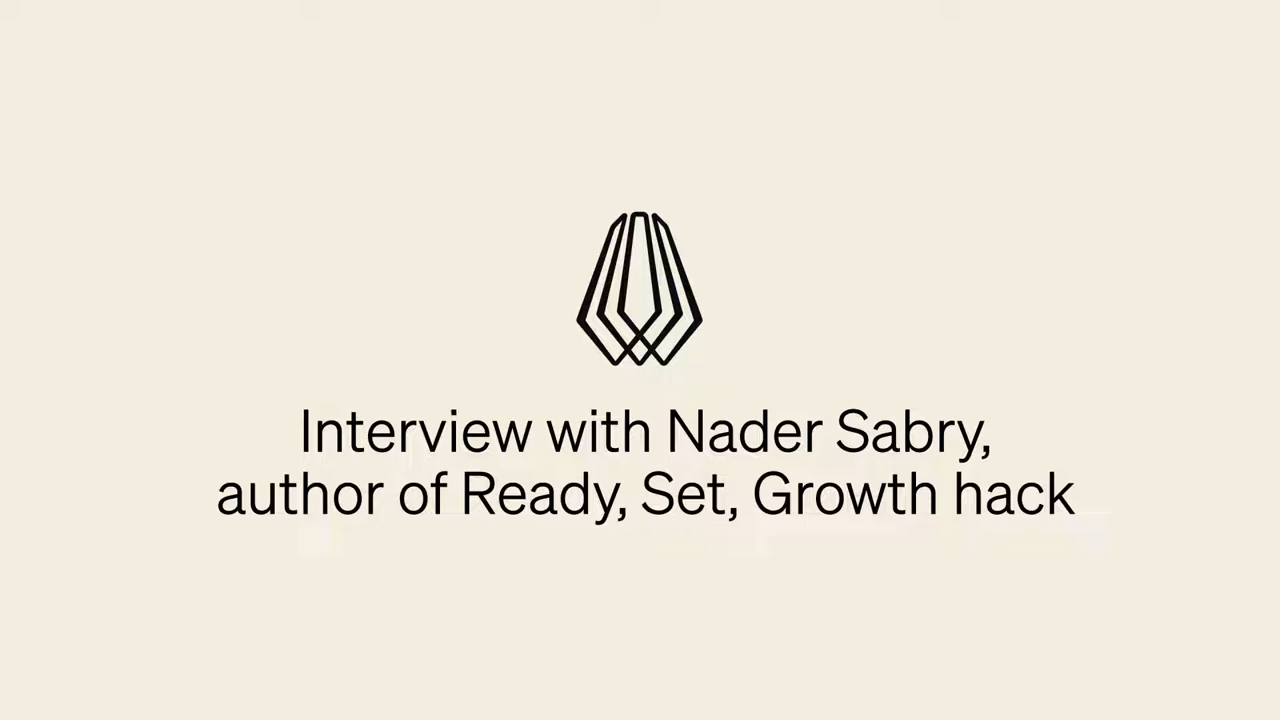 Interview with Nader Sabry,
author of Ready, Set, Growth hack